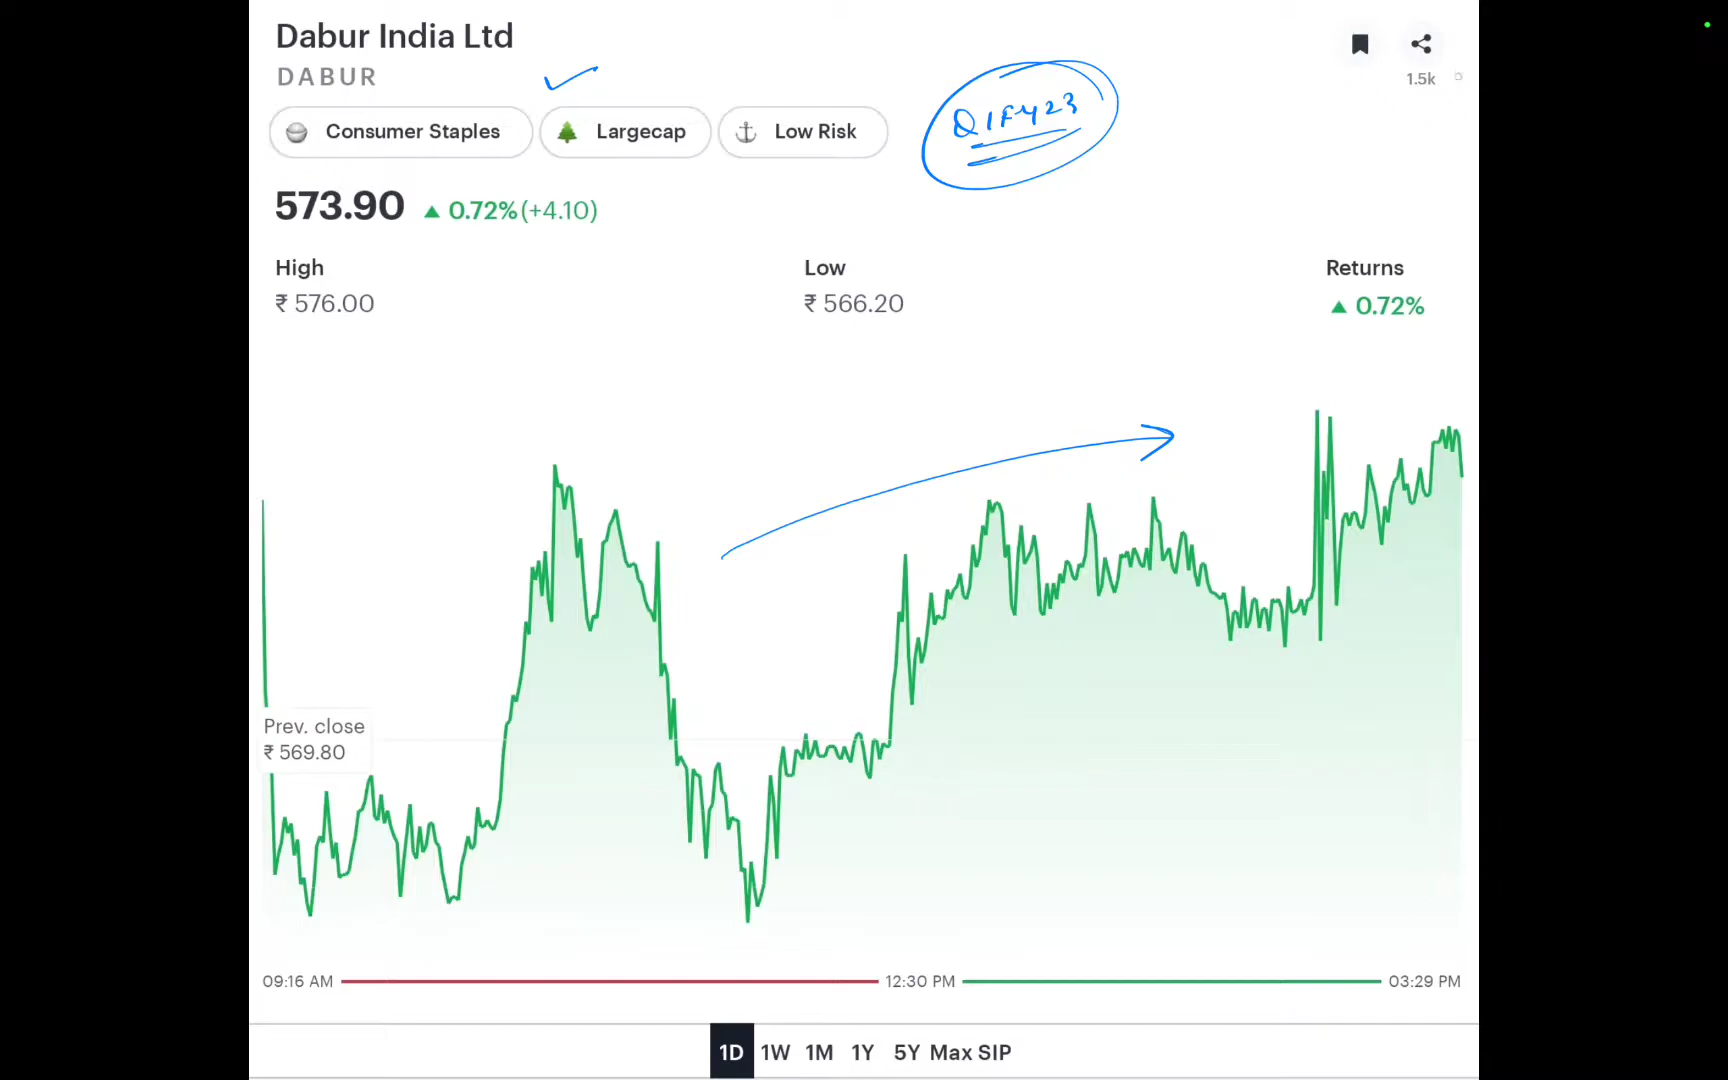 Dabur India Ltd
DABUR
1.5k
Consumer Staples
Largecap
Low Risk
Q1FY23
573.90 ▲ 0.72% (+4.10)
High
Low
Returns
₹ 576.00
₹ 566.20
▲ 0.72%
Prev. close
₹ 569.80
09:16 AM
12:30 PM
03:29 PM
1D 1W 1M 1Y 5Y Max SIP